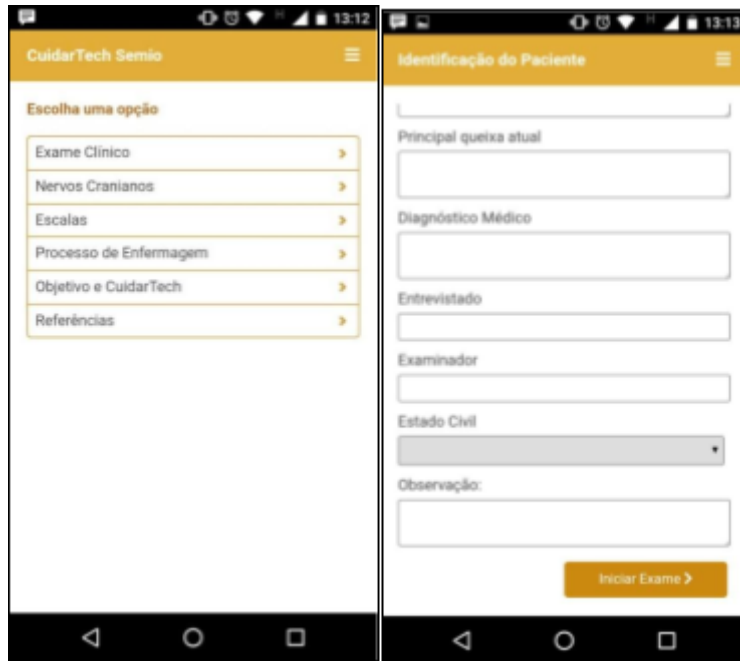 H 13:12
CuidarTech Semio
Escolha uma opção
Exame Clínico
Nervos Cranianos
Escalas
Processo de Enfermagem
Objetivo e CuidarTech
Referências
H 13:13
Identificação do Paciente
Principal queixa atual
Diagnóstico Médico
Entrevistado
Examinador
Estado Civil
Observação:
Iniciar Exame